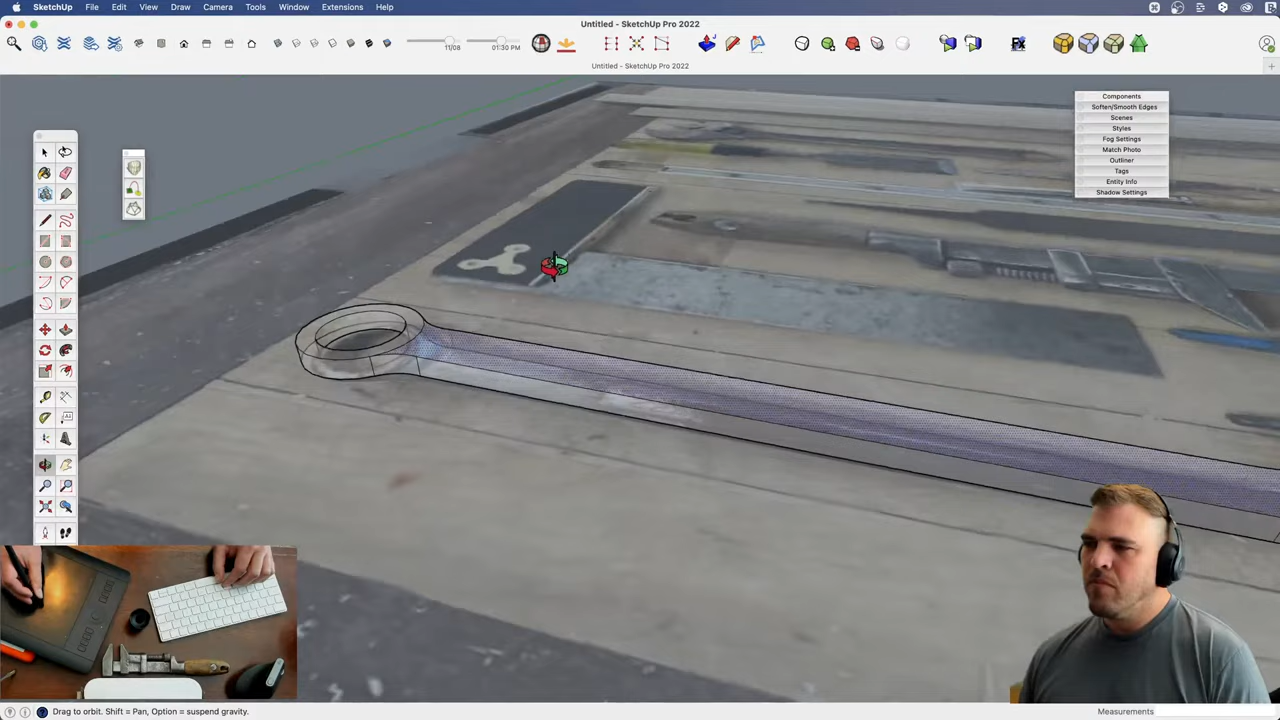 SketchUp File Edit View Draw Camera Tools Window Extensions Help
Untitled - SketchUp Pro 2022
11/08
01:30 PM
FX
Untitled - SketchUp Pro 2022
Components
Soften/Smooth Edges
Scenes
Styles
Fog Settings
Match Photo
Outliner
Tags
Entity Info
Shadow Settings
Drag to orbit. Shift = Pan, Option = suspend gravity.
Measurements